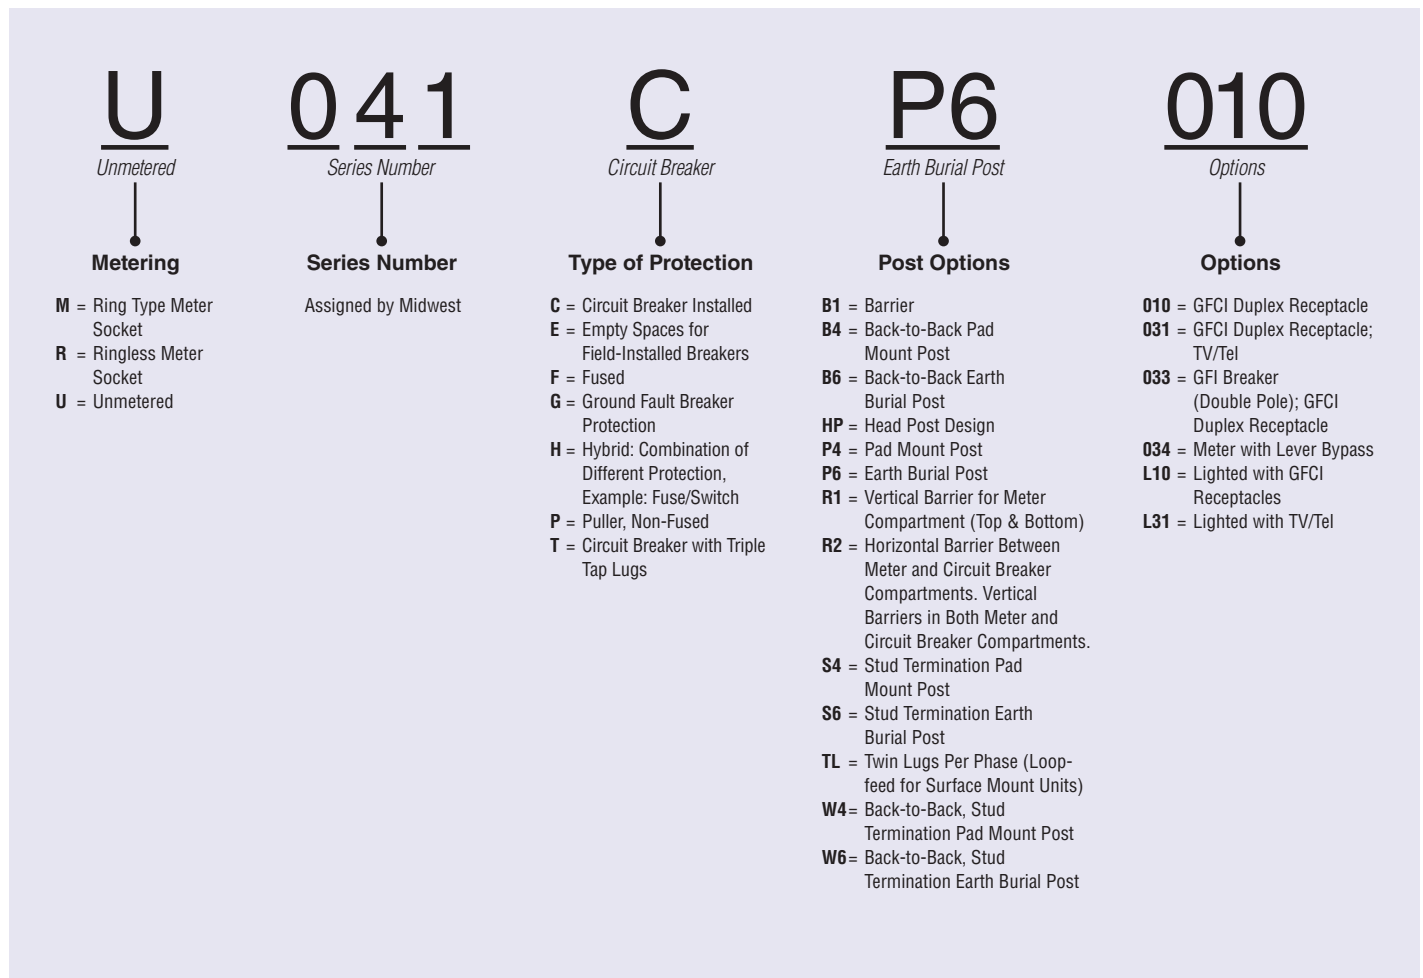 U 0 4 1 C P6 010
Unmetered Series Number Circuit Breaker Earth Burial Post Options
Metering
M = Ring Type Meter
Socket
R = Ringless Meter
Socket
U = Unmetered
Series Number
Assigned by Midwest
Type of Protection
C = Circuit Breaker Installed
E = Empty Spaces for
Field-Installed Breakers
F = Fused
G = Ground Fault Breaker
Protection
H = Hybrid: Combination of
Different Protection,
Example: Fuse/Switch
P = Puller, Non-Fused
T = Circuit Breaker with Triple
Tap Lugs
Post Options
B1 = Barrier
B4 = Back-to-Back Pad
Mount Post
B6 = Back-to-Back Earth
Burial Post
HP = Head Post Design
P4 = Pad Mount Post
P6 = Earth Burial Post
R1 = Vertical Barrier for Meter
Compartment (Top & Bottom)
R2 = Horizontal Barrier Between
Meter and Circuit Breaker
Compartments. Vertical
Barriers in Both Meter and
Circuit Breaker Compartments.
S4 = Stud Termination Pad
Mount Post
S6 = Stud Termination Earth
Burial Post
TL = Twin Lugs Per Phase (Loop-
feed for Surface Mount Units)
W4= Back-to-Back, Stud
Termination Pad Mount Post
W6= Back-to-Back, Stud
Termination Earth Burial Post
Options
010 = GFCI Duplex Receptacle
031 = GFCI Duplex Receptacle;
TV/Tel
033 = GFI Breaker
(Double Pole); GFCI
Duplex Receptacle
034 = Meter with Lever Bypass
L10 = Lighted with GFCI
Receptacles
L31 = Lighted with TV/Tel